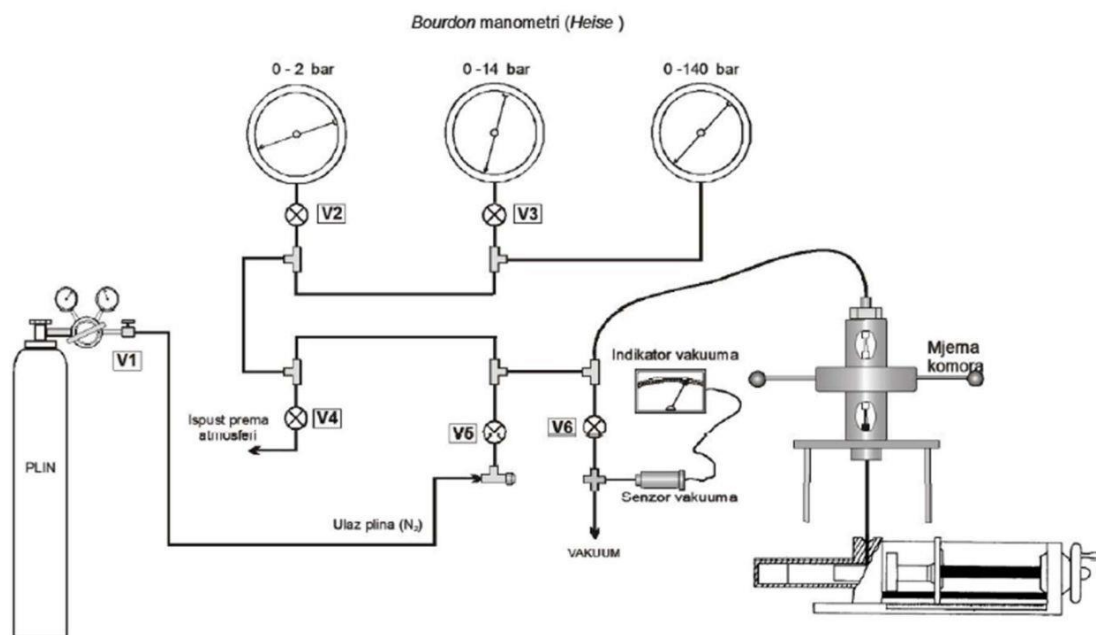 Bourdon manometri (Heise )
0 - 2 bar
0 -14 bar
0 -140 bar
V2
V3
V1
Indikator vakuuma
Mjerna
komora
Ispust prema
atmosferi
V4
V5
V6
PLIN
Senzor vakuuma
Ulaz plina (N₂)
VAKUUM